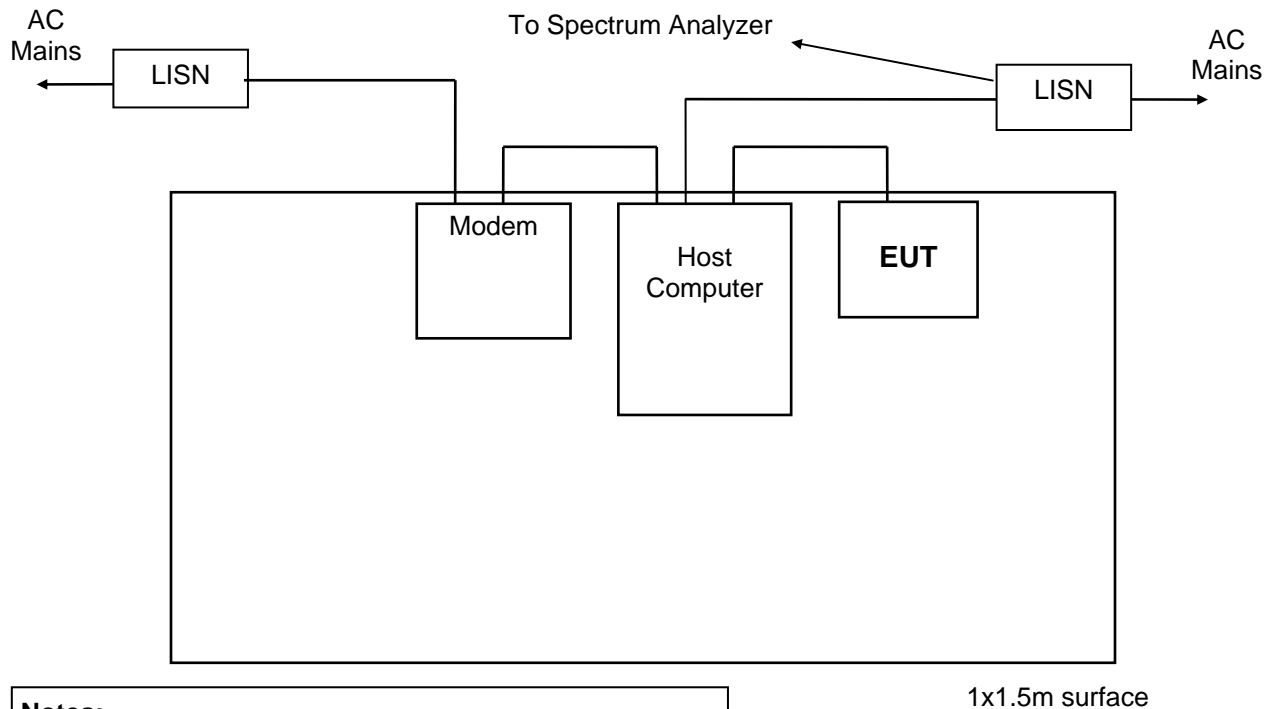 AC
Mains
LISN
To Spectrum Analyzer
LISN
AC
Mains
Modem
Host
Computer
EUT
1x1.5m surface
Notes: